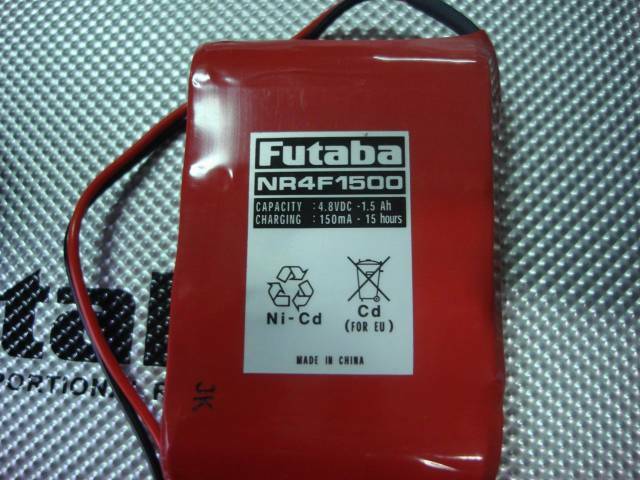 Futaba
NR4F1500
CAPACITY : 4.8VDC -1.5 Ah
CHARGING : 150mA - 15 hours
Ni-Cd
Cd
(FOR EU)
MADE IN CHINA
JK